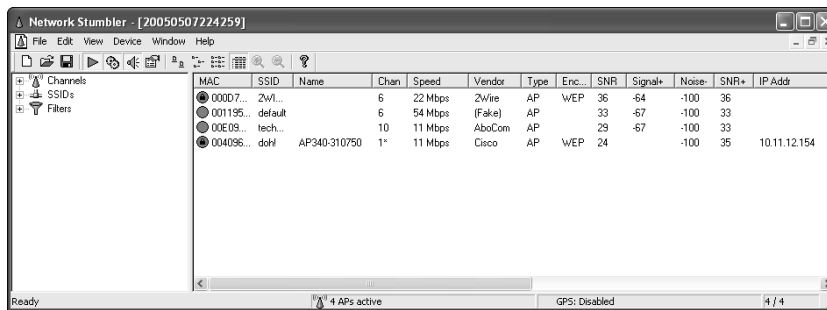 Network Stumbler - [20050507224259]
File Edit View Device Window Help
Channels
SSIDs
Filters
MAC SSID Name Chan Speed Vendor Type Enc... SNR Signal+ Noise- SNR+ IP Addr
000D7... 2WI... 6 22 Mbps 2Wire AP WEP 36 -64 -100 36
001195... default 6 54 Mbps (Fake) AP 33 -67 -100 33
00E09... tech... 10 11 Mbps AboCom AP 29 -67 -100 33
004096... doh! AP340-310750 1* 11 Mbps Cisco AP WEP 24 -100 35 10.11.12.154
Ready 4 APs active GPS: Disabled 4 / 4